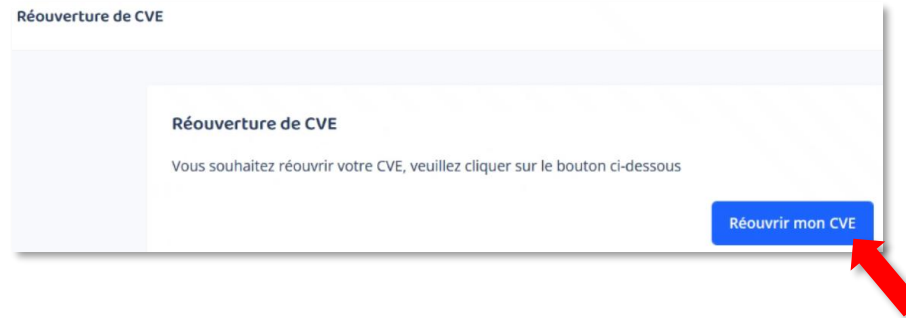 Réouverture de CVE
Réouverture de CVE
Vous souhaitez réouvrir votre CVE, veuillez cliquer sur le bouton ci-dessous
Réouvrir mon CVE